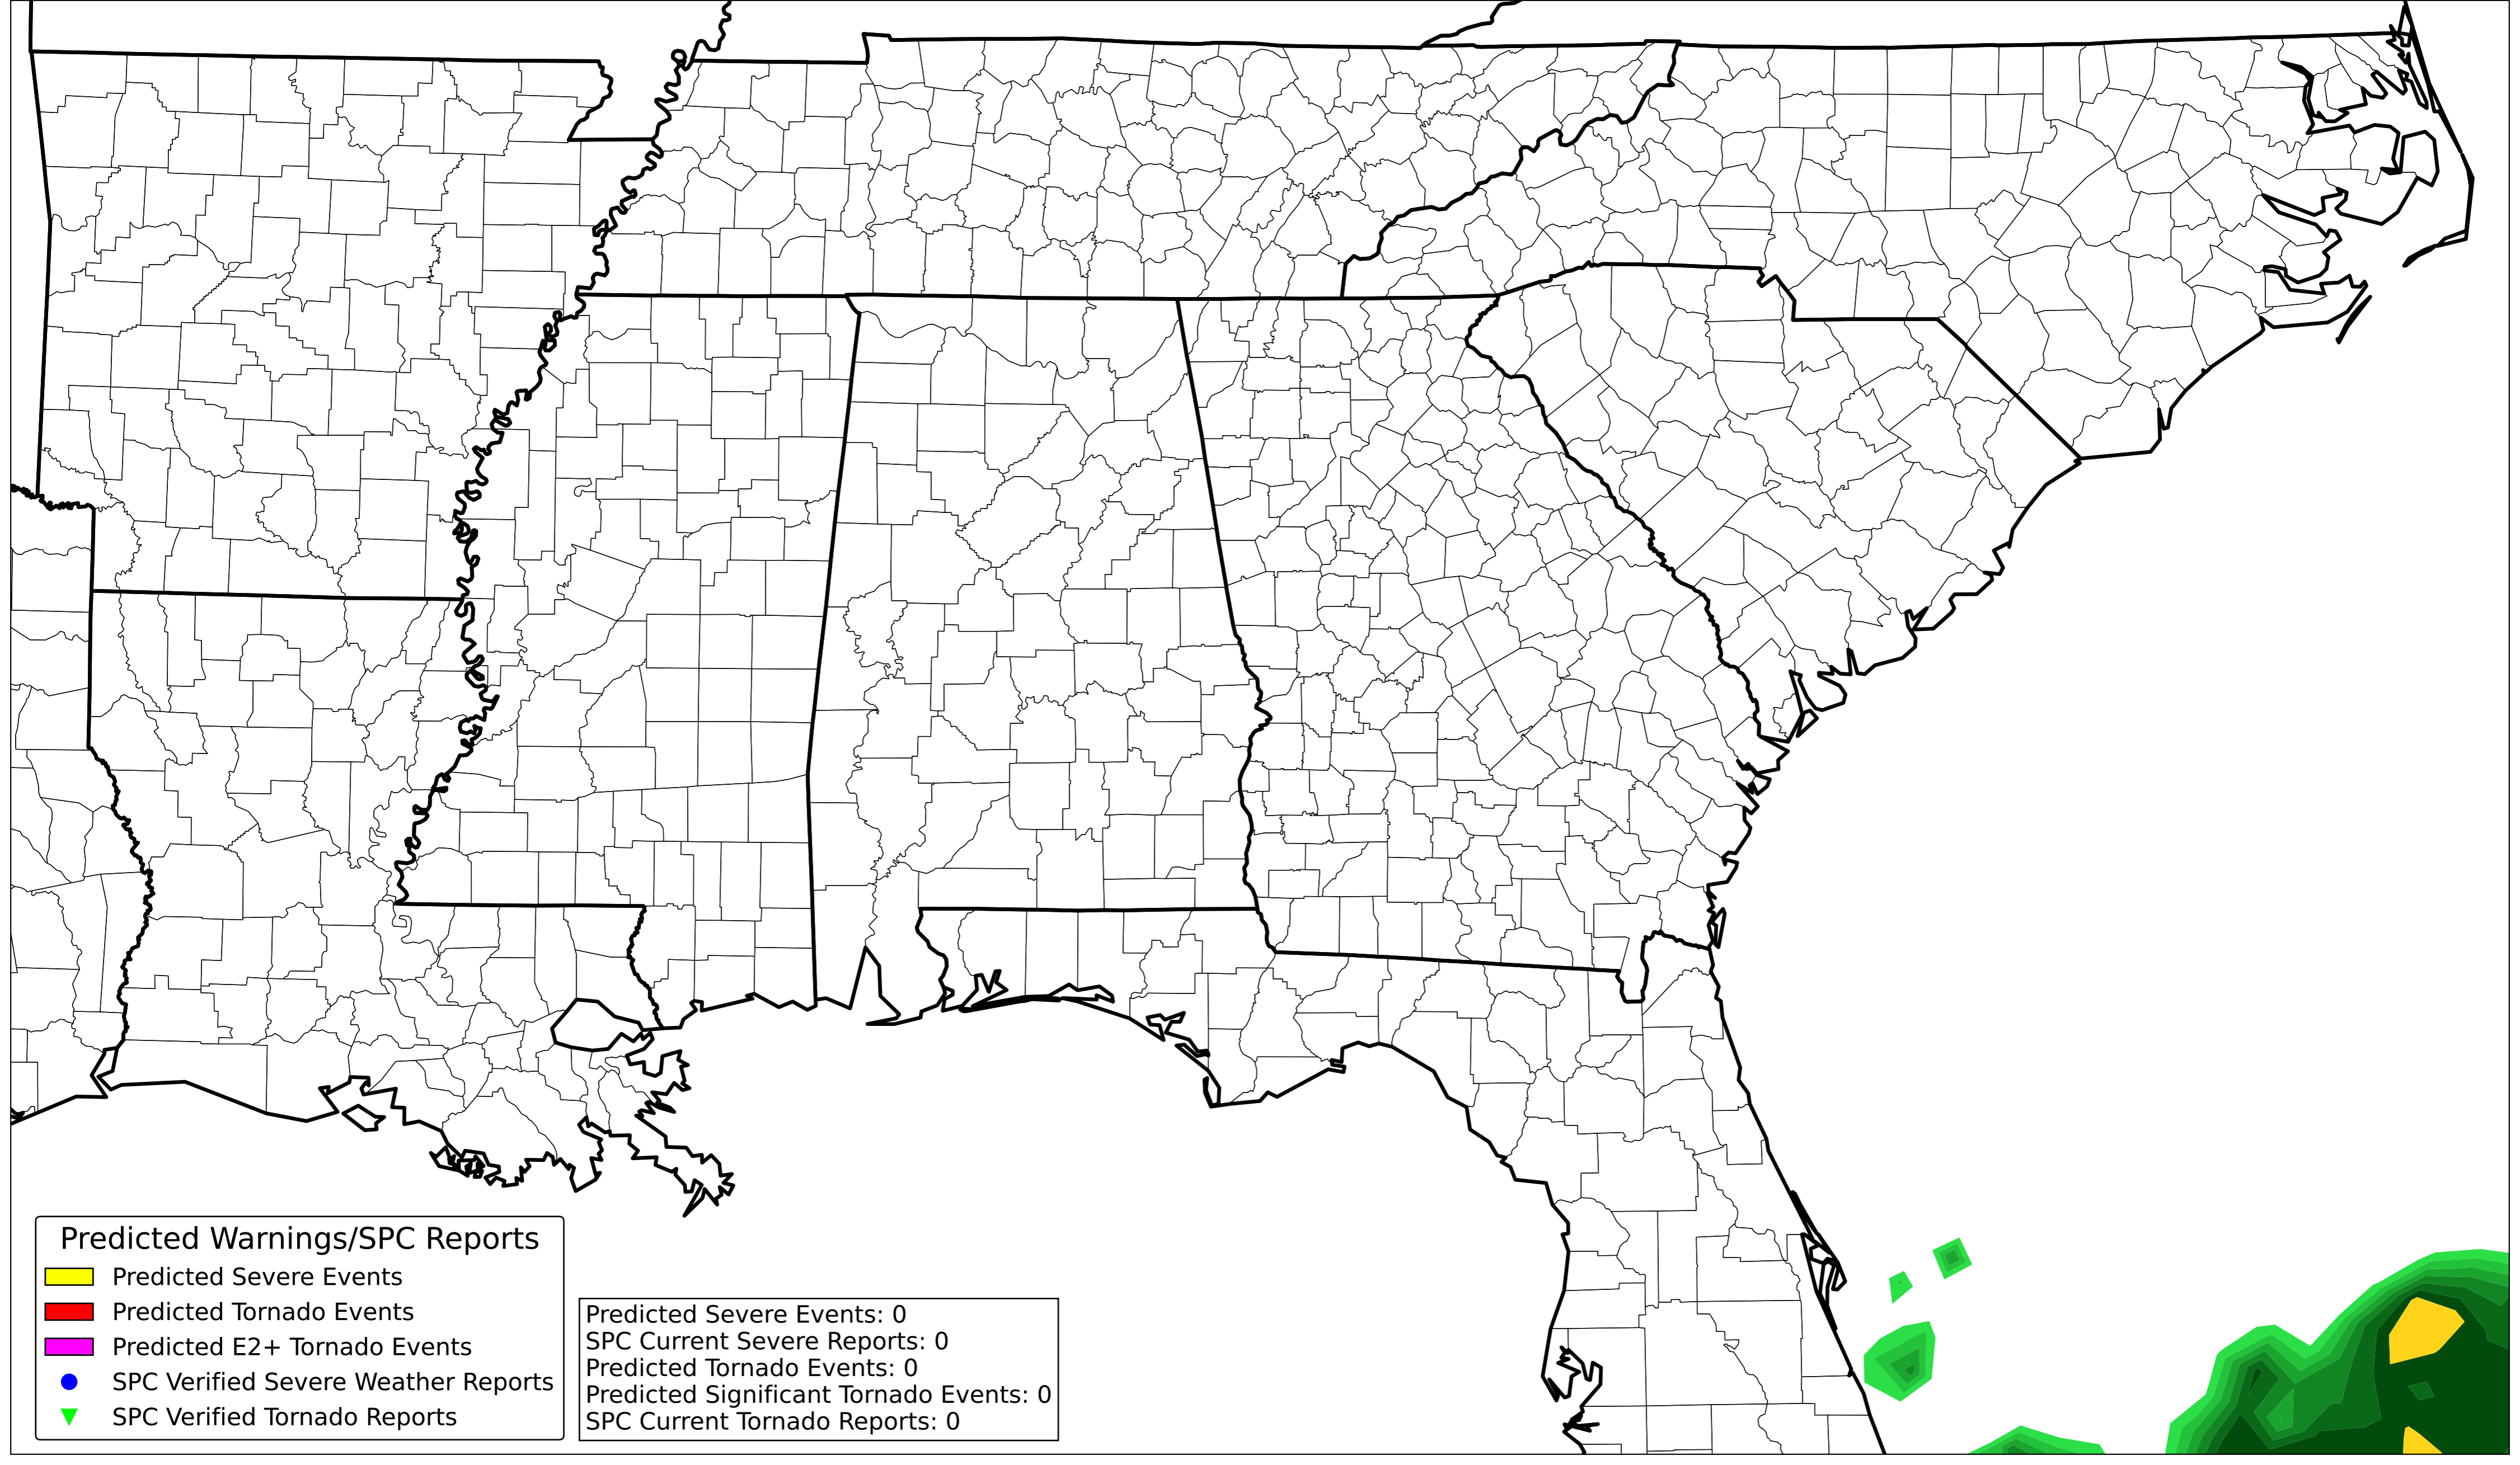 Predicted Warnings/SPC Reports
Predicted Severe Events
Predicted Tornado Events
Predicted E2+ Tornado Events
SPC Verified Severe Weather Reports
SPC Verified Tornado Reports
Predicted Severe Events: 0
SPC Current Severe Reports: 0
Predicted Tornado Events: 0
Predicted Significant Tornado Events: 0
SPC Current Tornado Reports: 0